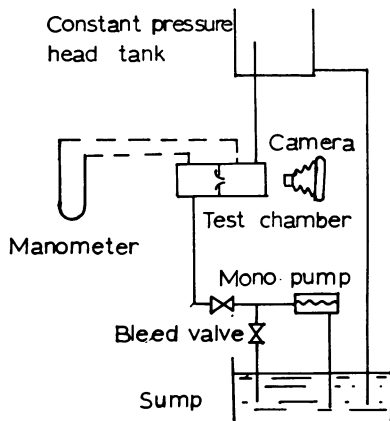 Constant pressure
head tank
Camera
Test chamber
Manometer
Mono pump
Bleed valve
Sump